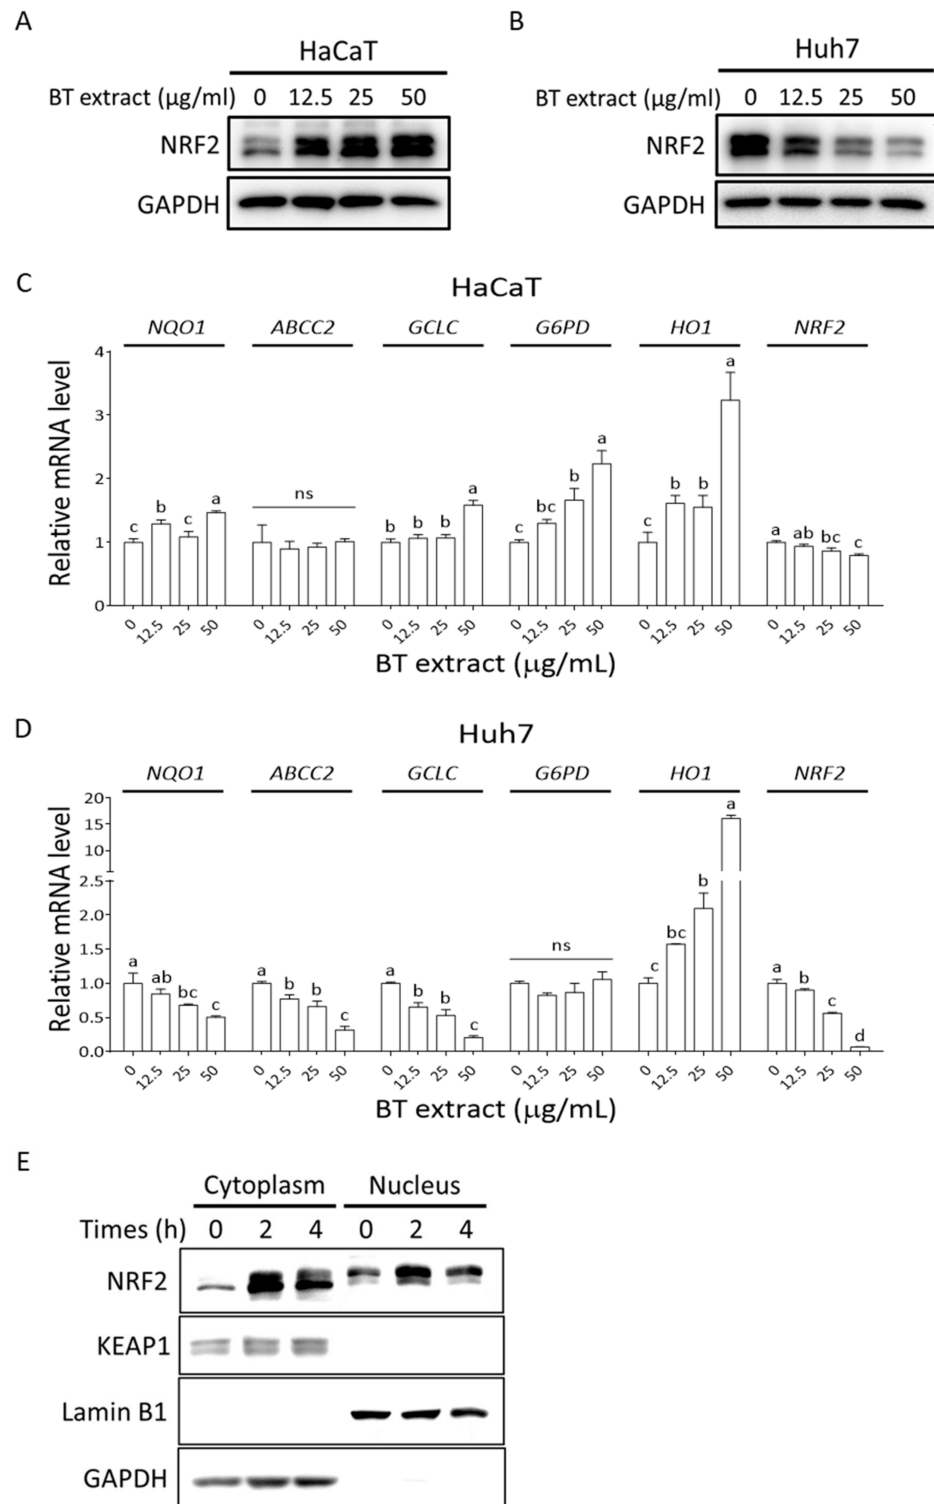 A
HaCaT
BT extract (μg/ml) 0 12.5 25 50
NRF2
GAPDH
B
Huh7
BT extract (μg/ml) 0 12.5 25 50
NRF2
GAPDH
C
HaCaT
NQO1 ABCC2 GCLC G6PD HO1 NRF2
Relative mRNA level
4
3
2
1
0
c b c a
ns
b b b a
c bc b a
c b b a
a ab bc c
0 12.5 25 50 0 12.5 25 50 0 12.5 25 50 0 12.5 25 50 0 12.5 25 50 0 12.5 25 50
BT extract (μg/mL)
D
Huh7
NQO1 ABCC2 GCLC G6PD HO1 NRF2
Relative mRNA level
20
15
10
2.5
2.0
1.5
1.0
0.5
0.0
a ab bc c
a b b c
a b b c
ns
c bc b a
a b c d
0 12.5 25 50 0 12.5 25 50 0 12.5 25 50 0 12.5 25 50 0 12.5 25 50 0 12.5 25 50
BT extract (μg/mL)
E
Cytoplasm Nucleus
Times (h) 0 2 4 0 2 4
NRF2
KEAP1
Lamin B1
GAPDH